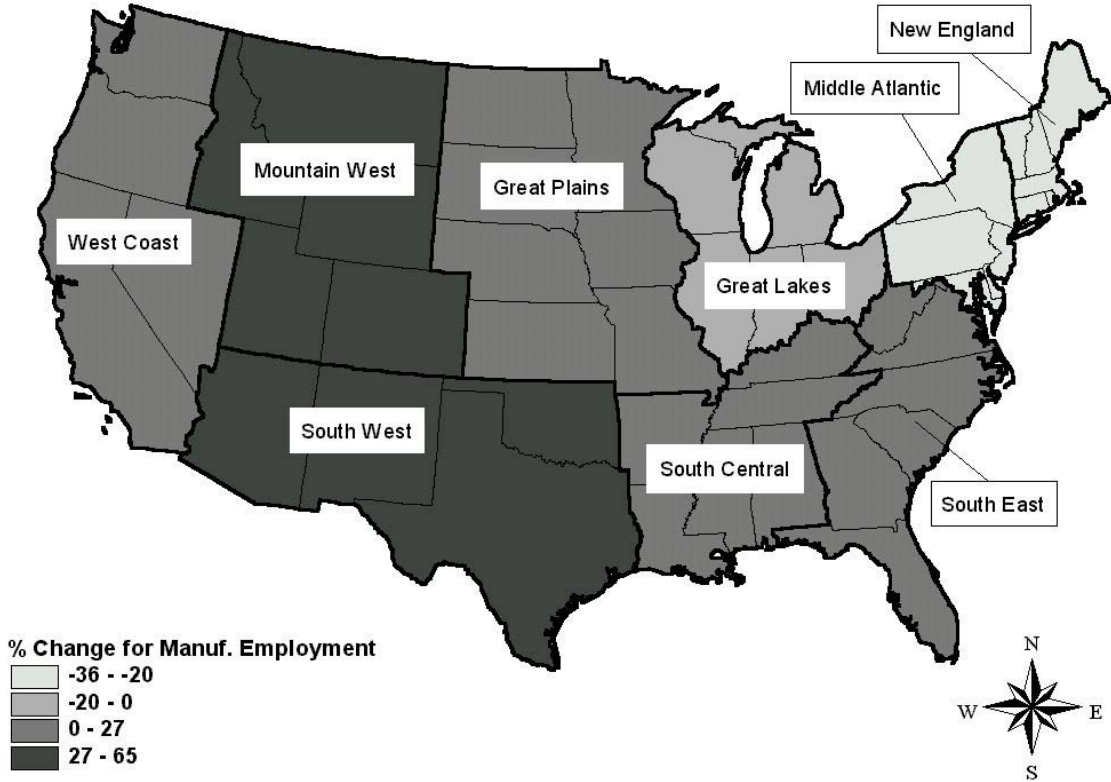 New England
Middle Atlantic
Mountain West
Great Plains
West Coast
Great Lakes
South West
South Central
South East
% Change for Manuf. Employment
-36 - -20
-20 - 0
0 - 27
27 - 65
N
W
E
S